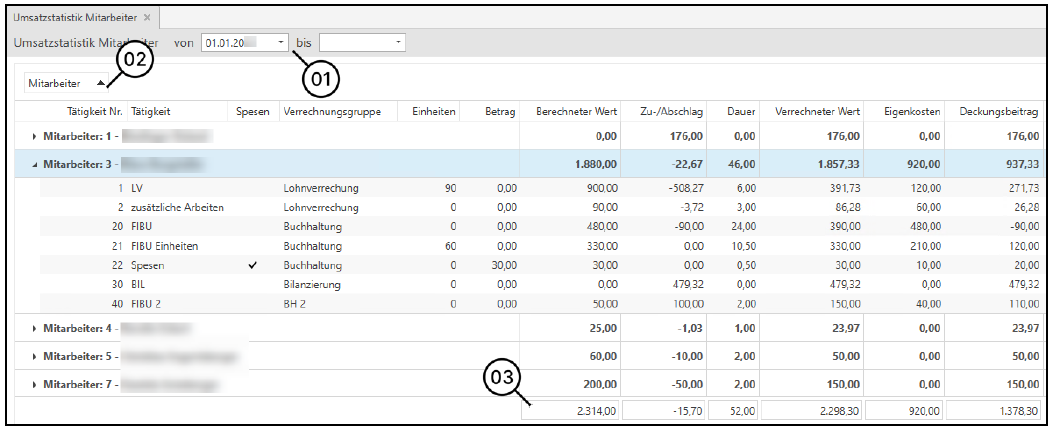 Umsatzstatistik Mitarbeiter ×
Umsatzstatistik Mitarbeiter von 01.01.20 bis
02
01
Mitarbeiter
Tätigkeit Nr. Tätigkeit Spesen Verrechnungsgruppe Einheiten Betrag Berechneter Wert Zu-/Abschlag Dauer Verrechneter Wert Eigenkosten Deckungsbeitrag
Mitarbeiter: 1 - 0,00 176,00 0,00 176,00 0,00 176,00
Mitarbeiter: 3 - 1.880,00 -22,67 46,00 1.857,33 920,00 937,33
1 LV Lohnverrechung 90 0,00 900,00 -508,27 6,00 391,73 120,00 271,73
2 zusätzliche Arbeiten Lohnverrechung 0 0,00 90,00 -3,72 3,00 86,28 60,00 26,28
20 FIBU Buchhaltung 0 0,00 480,00 -90,00 24,00 390,00 480,00 -90,00
21 FIBU Einheiten Buchhaltung 60 0,00 330,00 0,00 10,50 330,00 210,00 120,00
22 Spesen ✓ Buchhaltung 0 30,00 30,00 0,00 0,50 30,00 10,00 20,00
30 BIL Bilanzierung 0 0,00 0,00 479,32 0,00 479,32 0,00 479,32
40 FIBU 2 BH 2 0 0,00 50,00 100,00 2,00 150,00 40,00 110,00
Mitarbeiter: 4 - 25,00 -1,03 1,00 23,97 0,00 23,97
Mitarbeiter: 5 - 60,00 -10,00 2,00 50,00 0,00 50,00
Mitarbeiter: 7 - 200,00 -50,00 2,00 150,00 0,00 150,00
03
2.314,00 -15,70 52,00 2.298,30 920,00 1.378,30